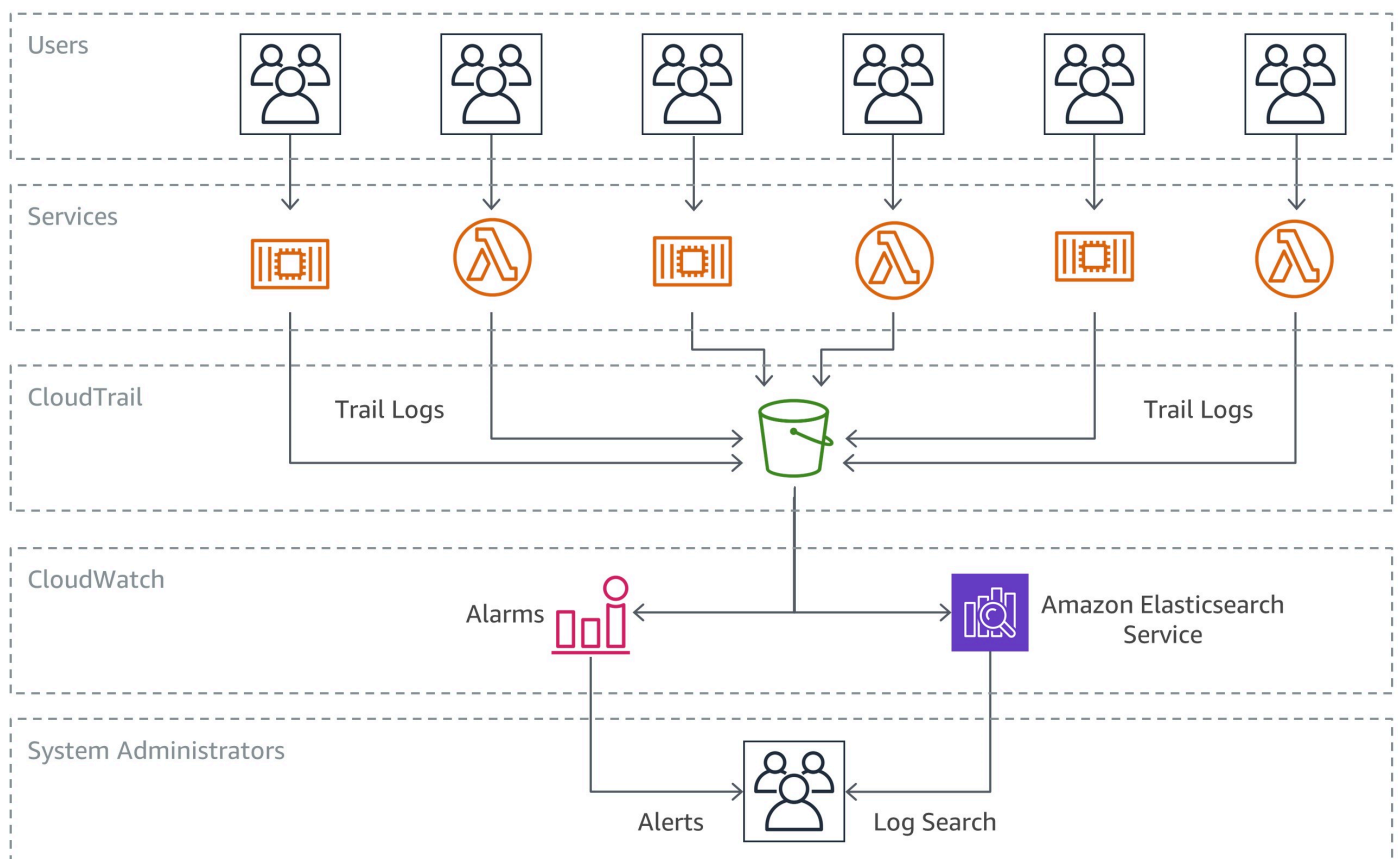 Users
Services
CloudTrail
Trail Logs
Trail Logs
CloudWatch
Alarms
Amazon Elasticsearch
Service
System Administrators
Alerts
Log Search